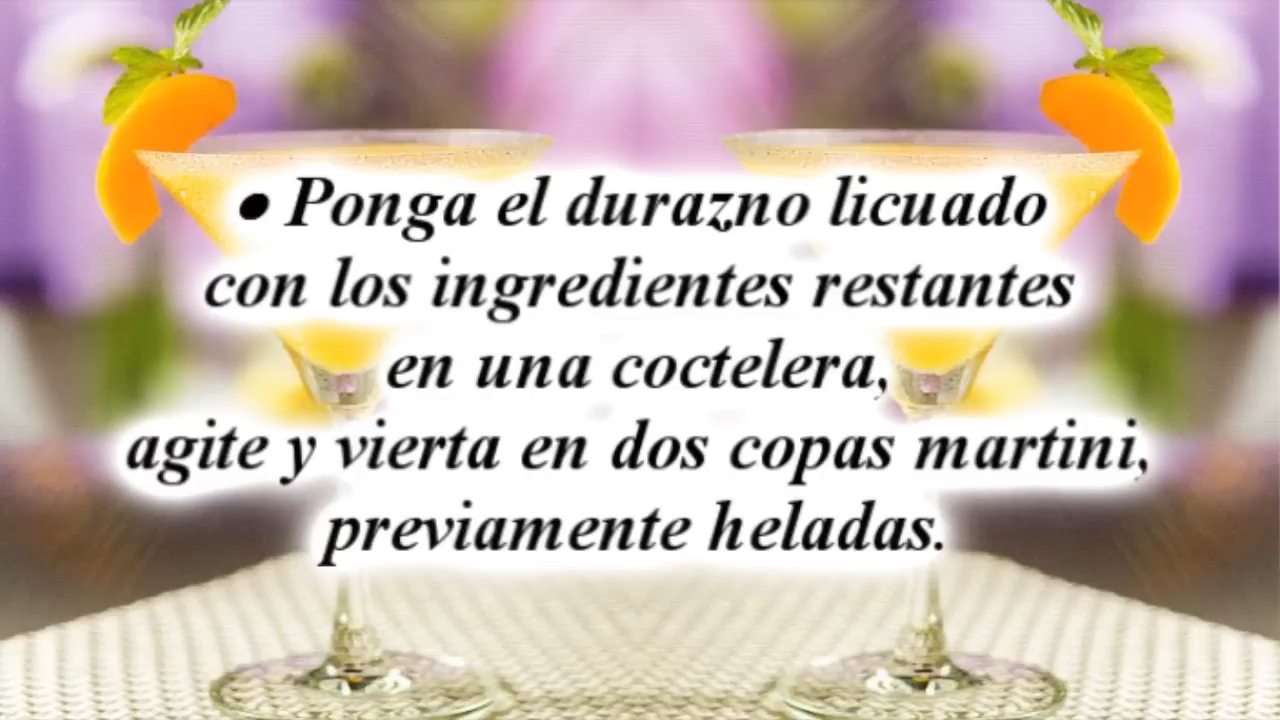 • Ponga el durazno licuado
con los ingredientes restantes
en una coctelera,
agite y vierta en dos copas martini,
previamente heladas.